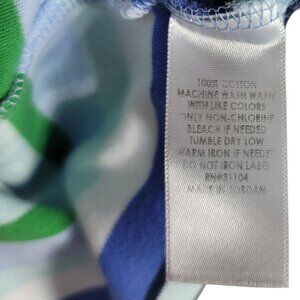 100% COTTON
MACHINE WASH WARM
WITH LIKE COLORS
ONLY NON-CHLORINE
BLEACH IF NEEDED
TUMBLE DRY LOW
WARM IRON IF NEEDED
DO NOT IRON LABEL
RN#31104
MADE IN JORDAN